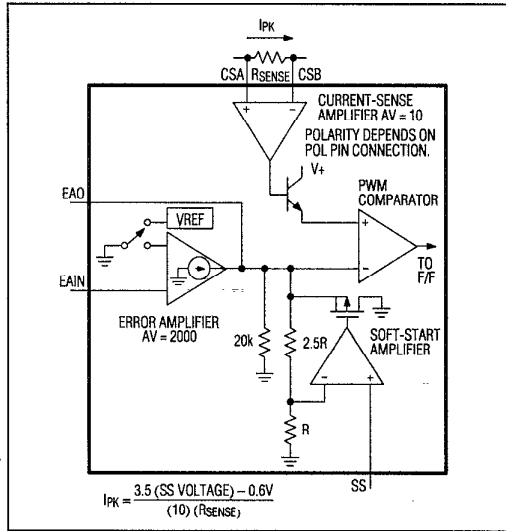 IPK
CSA RSENSE CSB
CURRENT-SENSE
AMPLIFIER AV = 10
POLARITY DEPENDS ON
POL PIN CONNECTION.
V+
PWM
COMPARATOR
EAO
VREF
+
-
+
-
TO
F/F
EAIN
ERROR AMPLIFIER
AV = 2000
20k
2.5R
SOFT-START
AMPLIFIER
-
+
R
SS
IPK = 3.5 (SS VOLTAGE) – 0.6V
(10) (RSENSE)